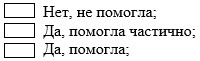 Нет, не помогла;
Да, помогла частично;
Да, помогла;